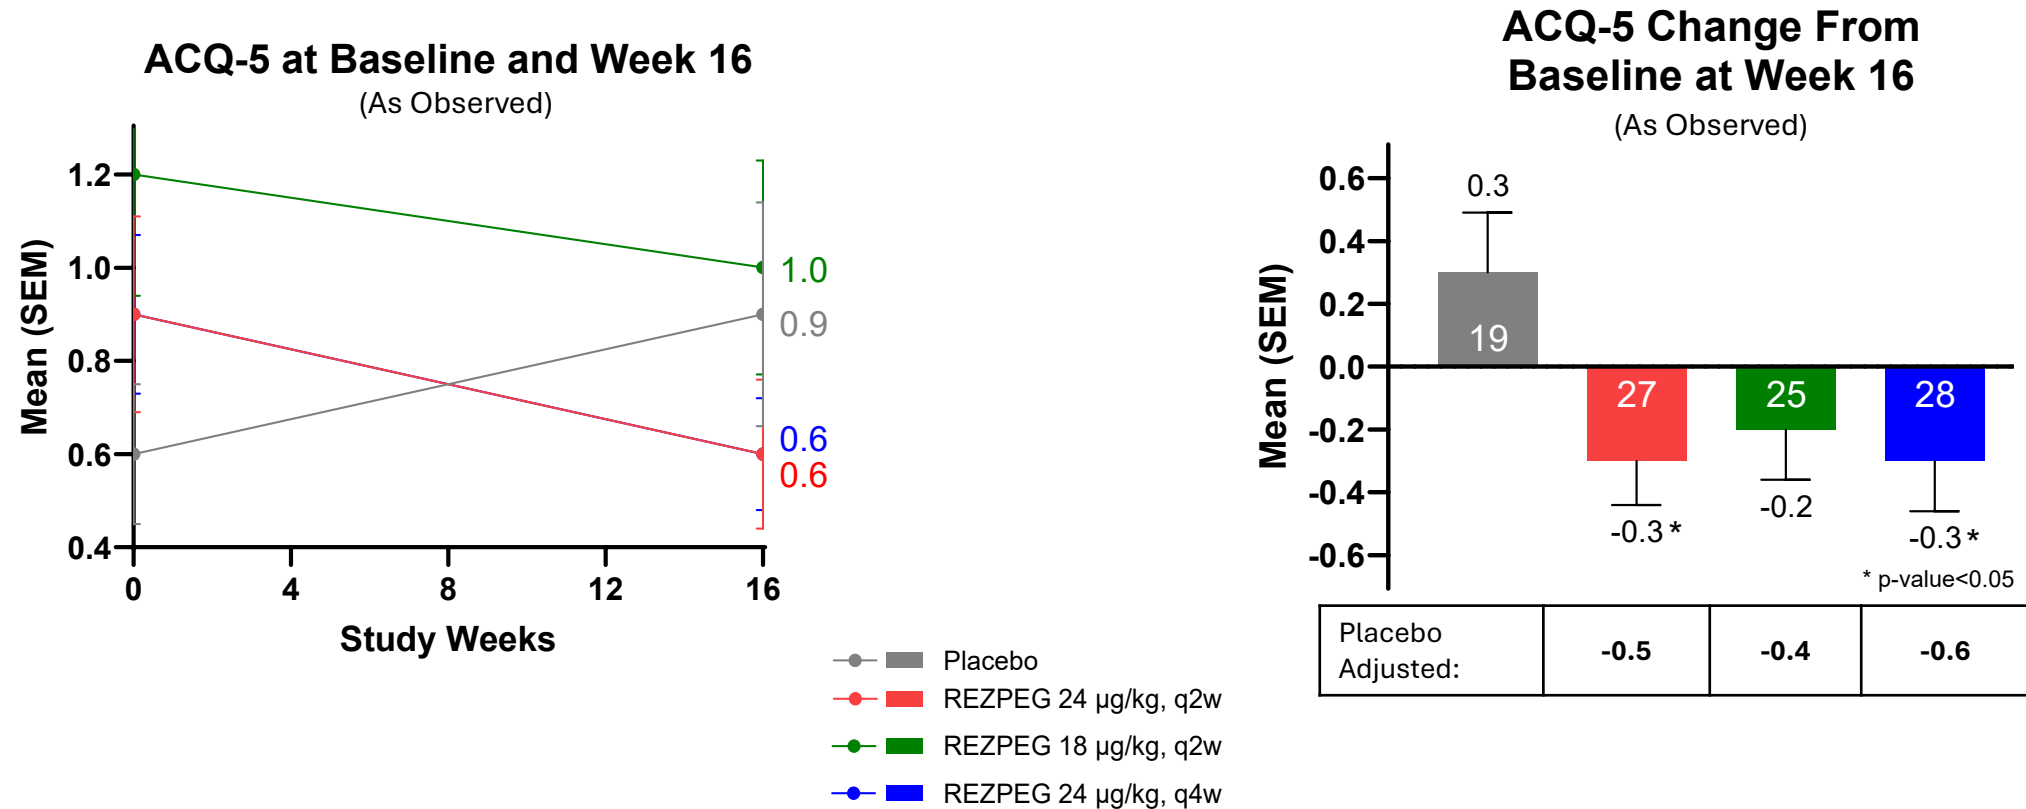 ACQ-5 at Baseline and Week 16
(As Observed)
Mean (SEM)
1.2
1.0
0.8
0.6
0.4
0
4
8
12
16
Study Weeks
1.0
0.9
0.6
0.6
Placebo
REZPEG 24 µg/kg, q2w
REZPEG 18 µg/kg, q2w
REZPEG 24 µg/kg, q4w
ACQ-5 Change From
Baseline at Week 16
(As Observed)
Mean (SEM)
0.6
0.4
0.2
0.0
-0.2
-0.4
-0.6
0.3
19
27
25
28
-0.3*
-0.2
-0.3*
* p-value<0.05
Placebo
Adjusted:
-0.5
-0.4
-0.6